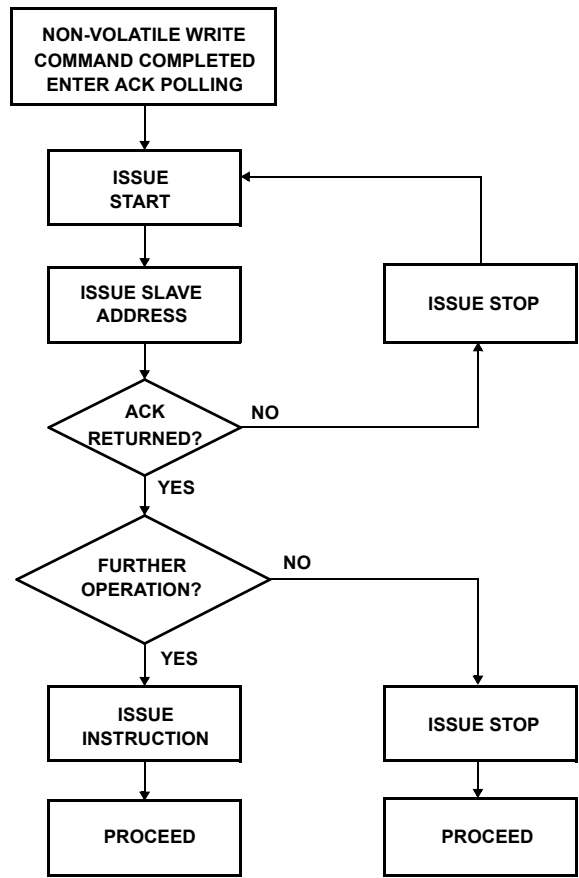 NON-VOLATILE WRITE
COMMAND COMPLETED
ENTER ACK POLLING
ISSUE
START
ISSUE SLAVE
ADDRESS
ISSUE STOP
ACK
RETURNED?
NO
YES
FURTHER
OPERATION?
NO
YES
ISSUE
INSTRUCTION
ISSUE STOP
PROCEED
PROCEED